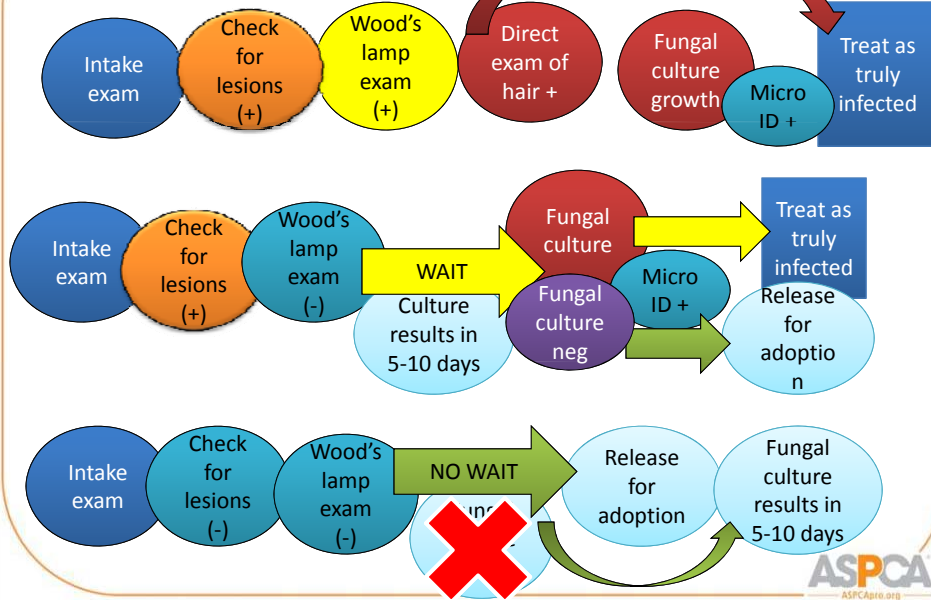 Intake
exam
Check
for
lesions
(+)
Wood's
lamp
exam
(+)
Direct
exam of
hair +
Fungal
culture
growth
Micro
ID +
Treat as
truly
infected
Intake
exam
Check
for
lesions
(+)
Wood's
lamp
exam
(-)
WAIT
Culture
results in
5-10 days
Fungal
culture
Fungal
culture
neg
Micro
ID +
Treat as
truly
infected
Release
for
adoptio
n
Intake
exam
Check
for
lesions
(-)
Wood's
lamp
exam
(-)
NO WAIT
Release
for
adoption
Fungal
culture
results in
5-10 days
ASPCA
ASPCApro.org